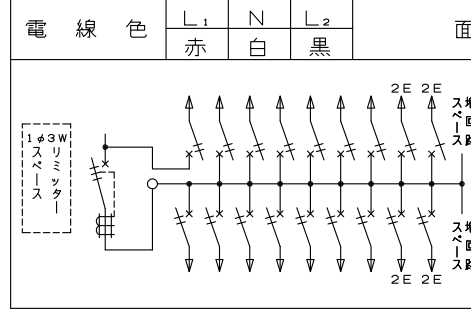 電線色 L₁ N L₂ 面
赤 白 黒
2E 2E
1φ3W
リミッター
スペース
増回路
スペース
増回路
スペース
2E 2E